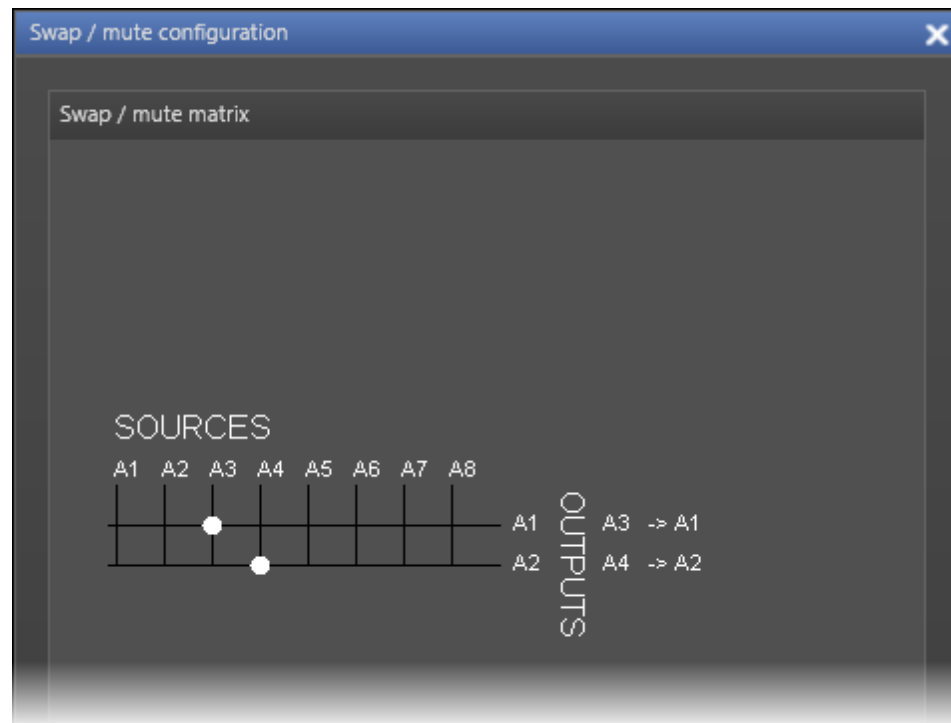 Swap / mute configuration
Swap / mute matrix
SOURCES
A1 A2 A3 A4 A5 A6 A7 A8
A1 A3 -> A1
A2 A4 -> A2
OUTPUTS